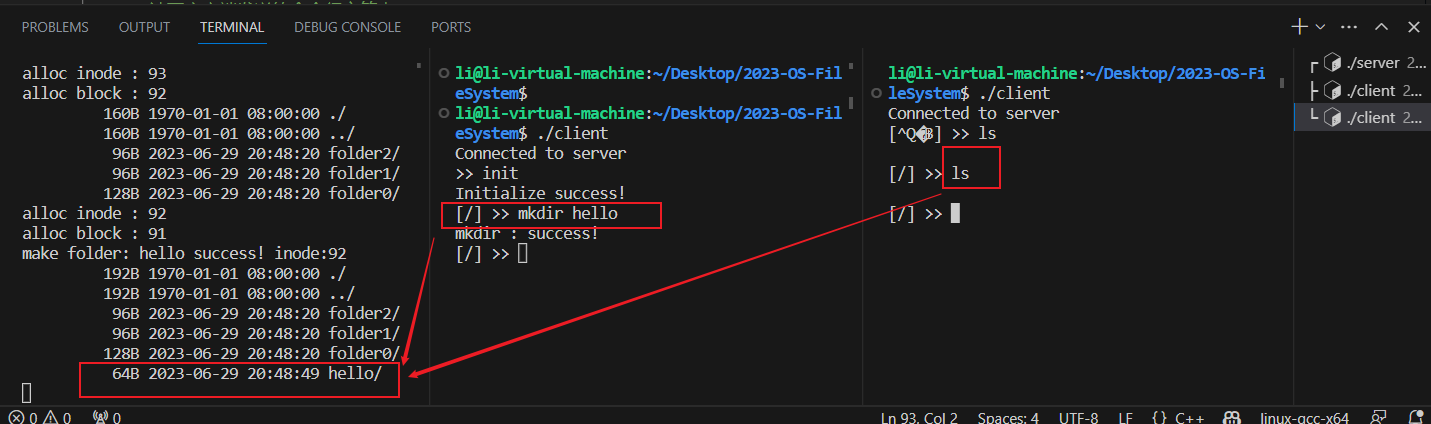 PROBLEMS OUTPUT TERMINAL DEBUG CONSOLE PORTS
alloc inode : 93
alloc block : 92
160B 1970-01-01 08:00:00 ./
160B 1970-01-01 08:00:00 ../
96B 2023-06-29 20:48:20 folder2/
96B 2023-06-29 20:48:20 folder1/
128B 2023-06-29 20:48:20 folder0/
alloc inode : 92
alloc block : 91
make folder: hello success! inode:92
192B 1970-01-01 08:00:00 ./
192B 1970-01-01 08:00:00 ../
96B 2023-06-29 20:48:20 folder2/
96B 2023-06-29 20:48:20 folder1/
128B 2023-06-29 20:48:20 folder0/
64B 2023-06-29 20:48:49 hello/
li@li-virtual-machine:~/Desktop/2023-OS-Fil
eSystem$
li@li-virtual-machine:~/Desktop/2023-OS-Fil
eSystem$ ./client
Connected to server
>> init
Initialize success!
[/] >> mkdir hello
mkdir : success!
[/] >>
li@li-virtual-machine:~/Desktop/2023-OS-Fi
leSystem$ ./client
Connected to server
[^Q�] >> ls
[/] >> ls
[/] >>
./server 2...
./client 2...
./client 2...
0 0 0 Ln 93, Col 2 Spaces: 4 UTF-8 LF {} C++ linux-gcc-x64